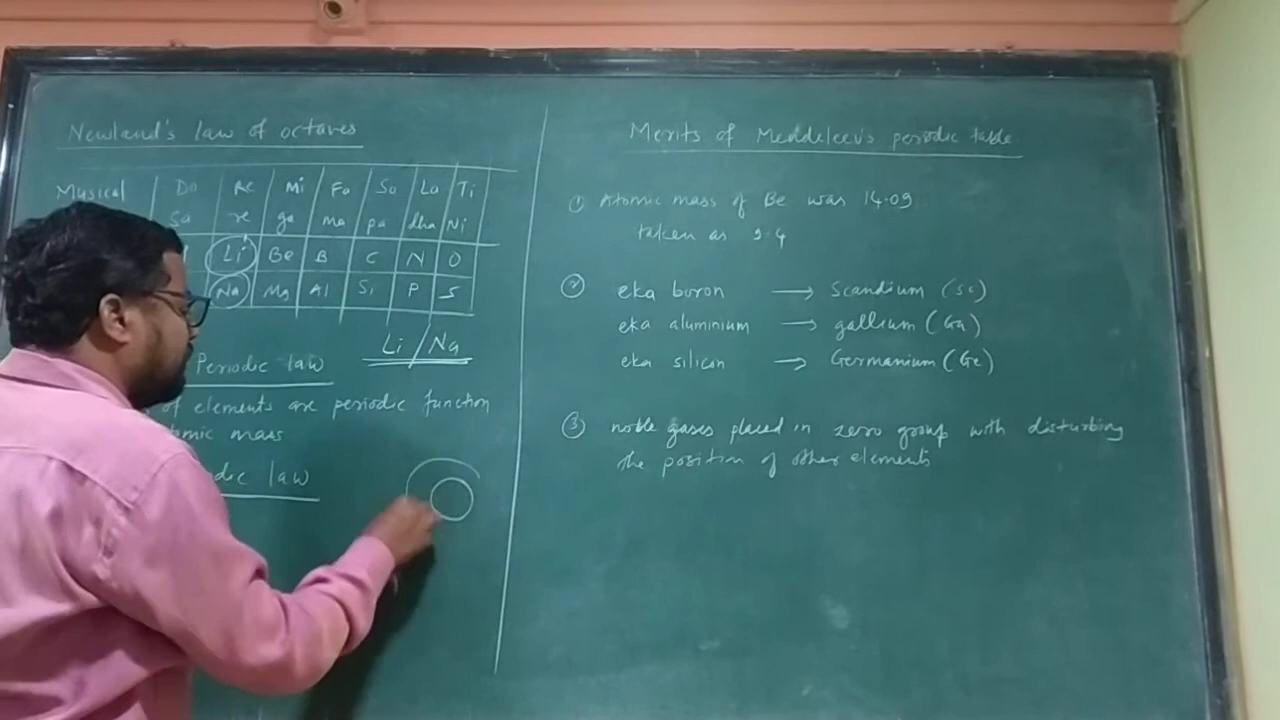 Newland's law of octaves
Musical Do Re Mi Fa So La Ti
Sa re ga ma pa dha Ni
Li Be B C N O
Na Mg Al Si P S
Li / Na
Periodic law
of elements are periodic function
atomic mass
law
Merits of Mendeleev's periodic table
① Atomic mass of Be was 14.09
taken as 9.4
② eka boron → Scandium (Sc)
eka aluminium → gallium (Ga)
eka silicon → Germanium (Ge)
③ noble gases placed in zero group with disturbing
the position of other elements